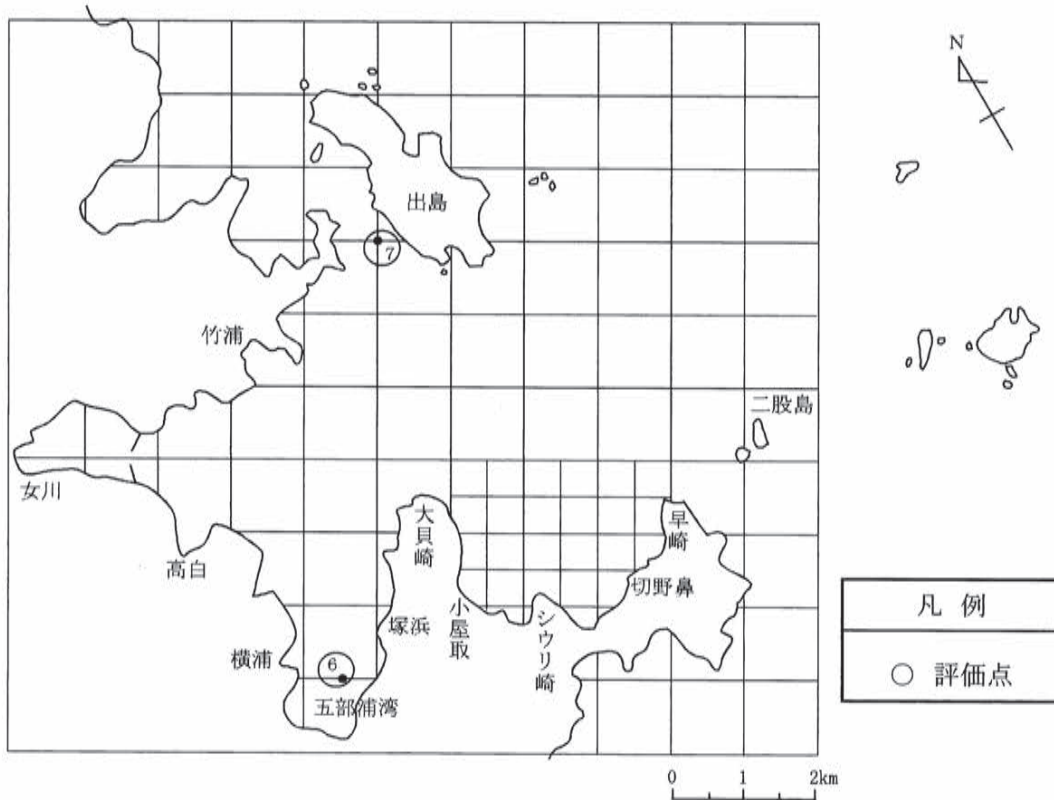 N
出島
7
竹浦
二股島
女川
大貝崎
早崎
高白
切野鼻
小屋取
シウリ崎
塚浜
横浦
6
五部浦湾
凡例
○ 評価点
0 1 2km